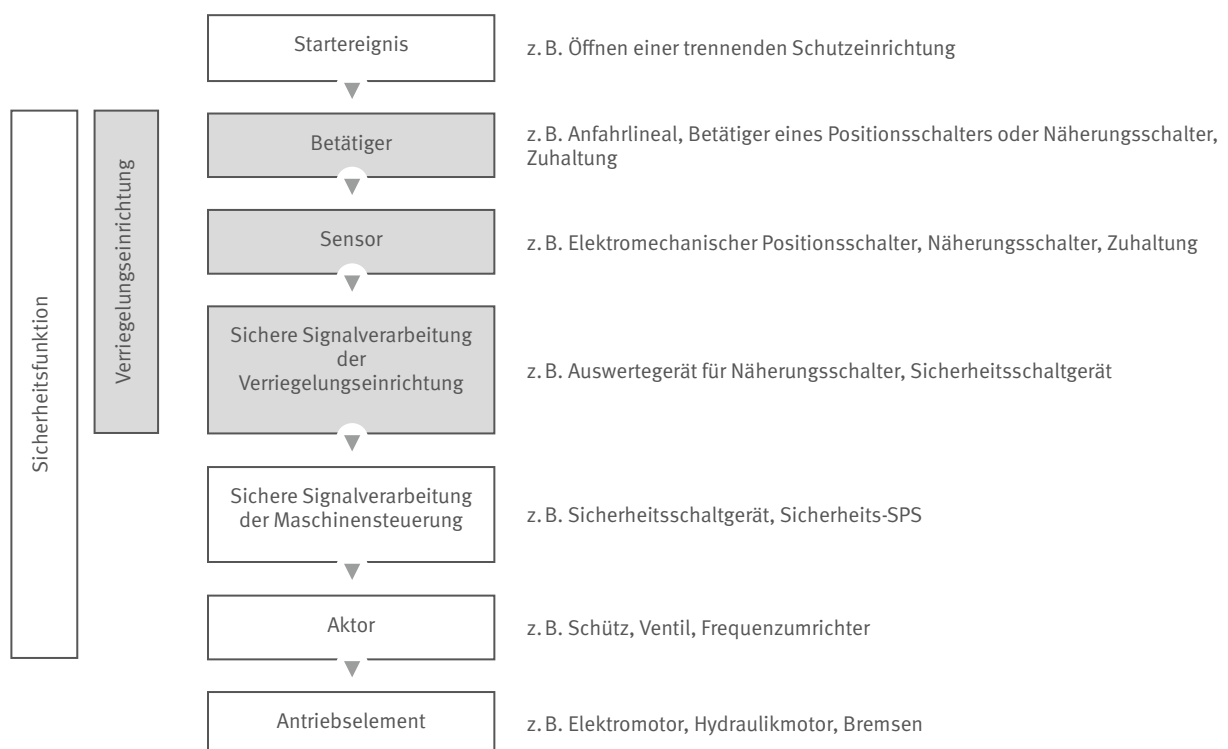 Startereignis
z. B. Öffnen einer trennenden Schutzeinrichtung
Sicherheitsfunktion
Verriegelungseinrichtung
Betätiger
z. B. Anfahrlineal, Betätiger eines Positionsschalters oder Näherungsschalter,
Zuhaltung
Sensor
z. B. Elektromechanischer Positionsschalter, Näherungsschalter, Zuhaltung
Sichere Signalverarbeitung
der
Verriegelungseinrichtung
z. B. Auswertegerät für Näherungsschalter, Sicherheitsschaltgerät
Sichere Signalverarbeitung
der Maschinensteuerung
z. B. Sicherheitsschaltgerät, Sicherheits-SPS
Aktor
z. B. Schütz, Ventil, Frequenzumrichter
Antriebselement
z. B. Elektromotor, Hydraulikmotor, Bremsen